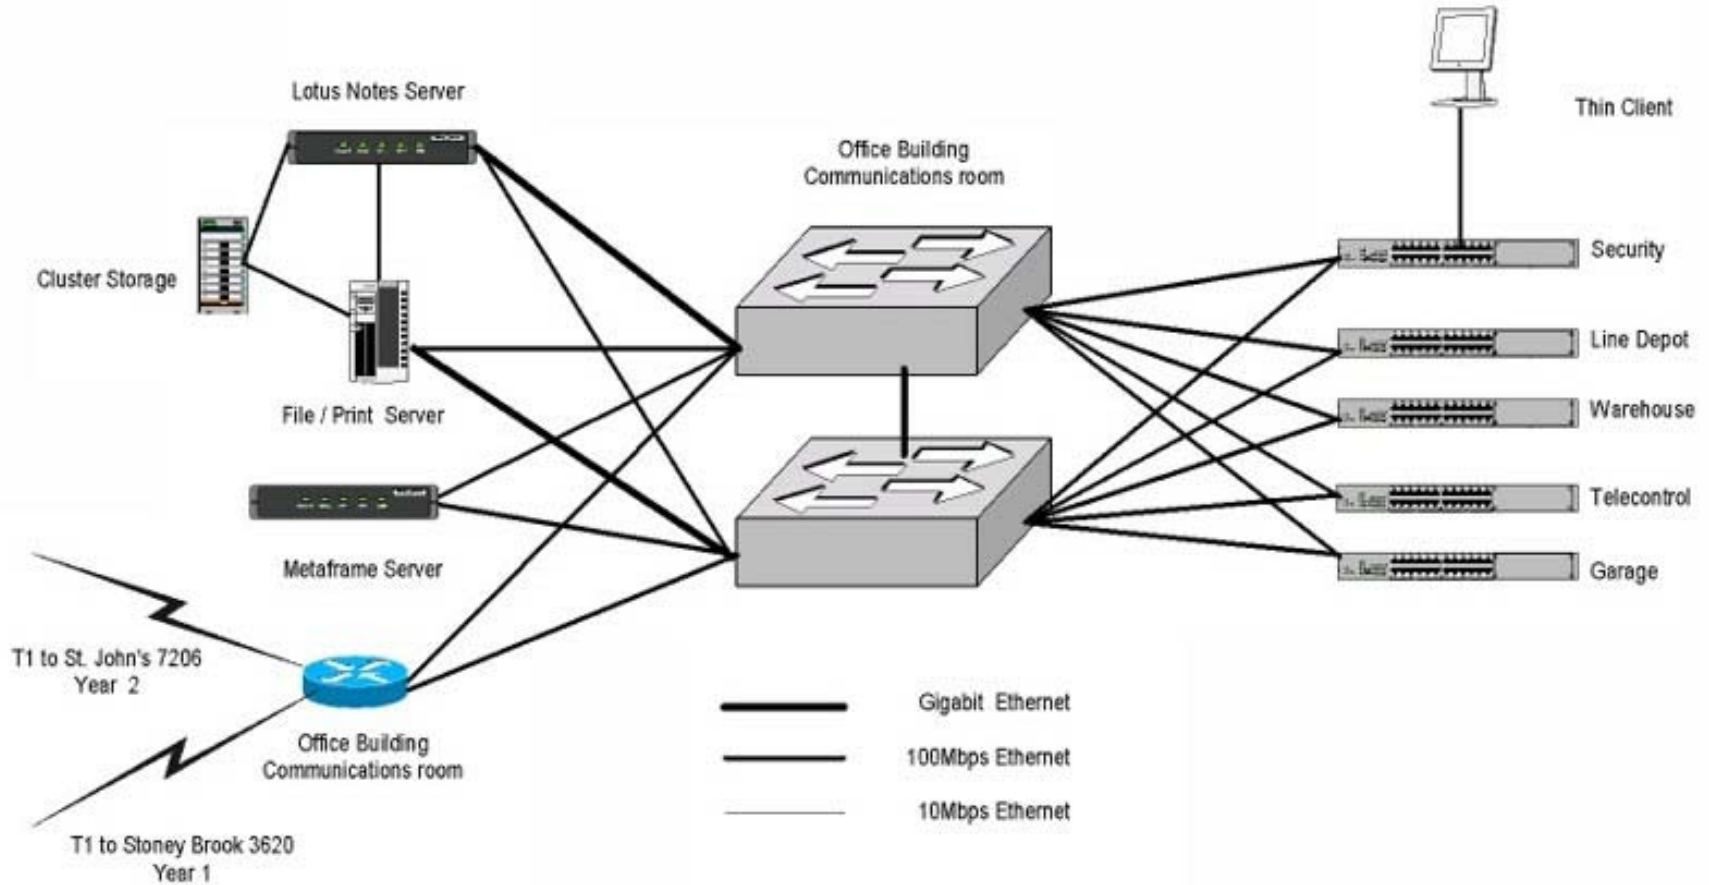 Lotus Notes Server
Thin Client
Office Building
Communications room
Security
Cluster Storage
Line Depot
File / Print Server
Warehouse
Telecontrol
Metaframe Server
Garage
T1 to St. John's 7206
Year 2
Office Building
Communications room
Gigabit Ethernet
100Mbps Ethernet
10Mbps Ethernet
T1 to Stoney Brook 3620
Year 1